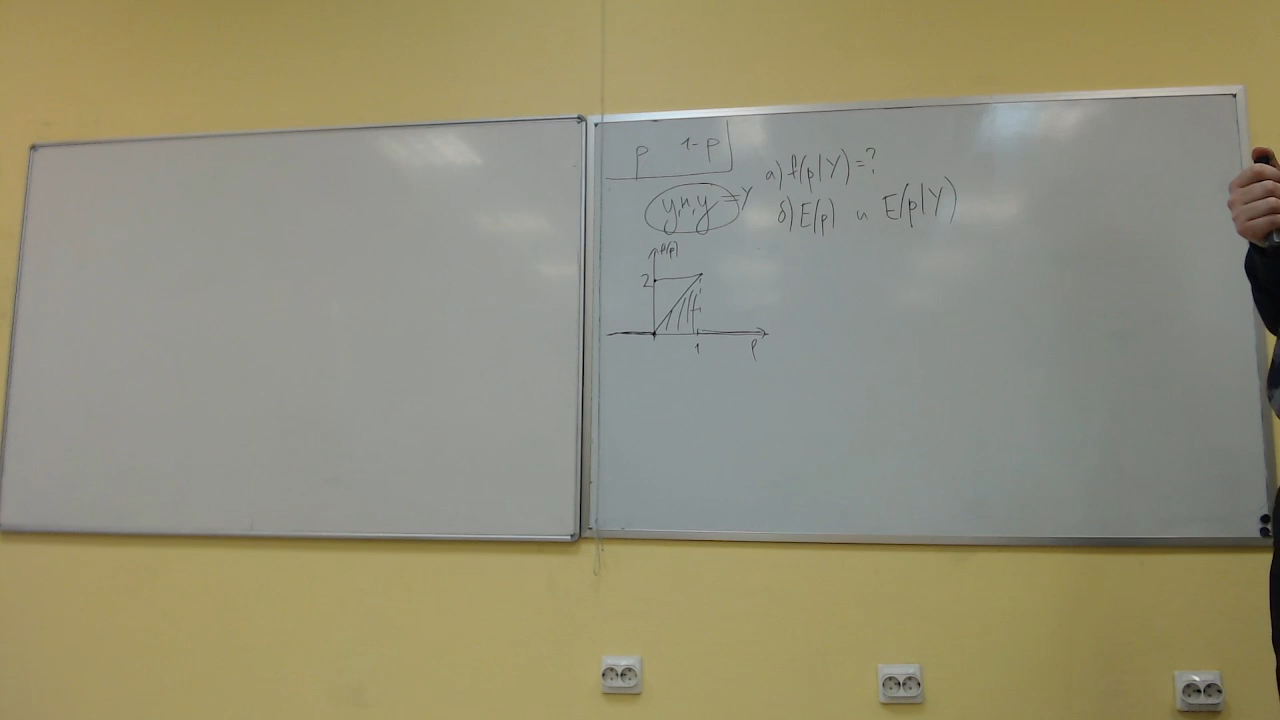 p 1-p
у,н,у = Y
а) f(p|Y)=?
б) E(p) и E(p|Y)
f(p)
2
1
p